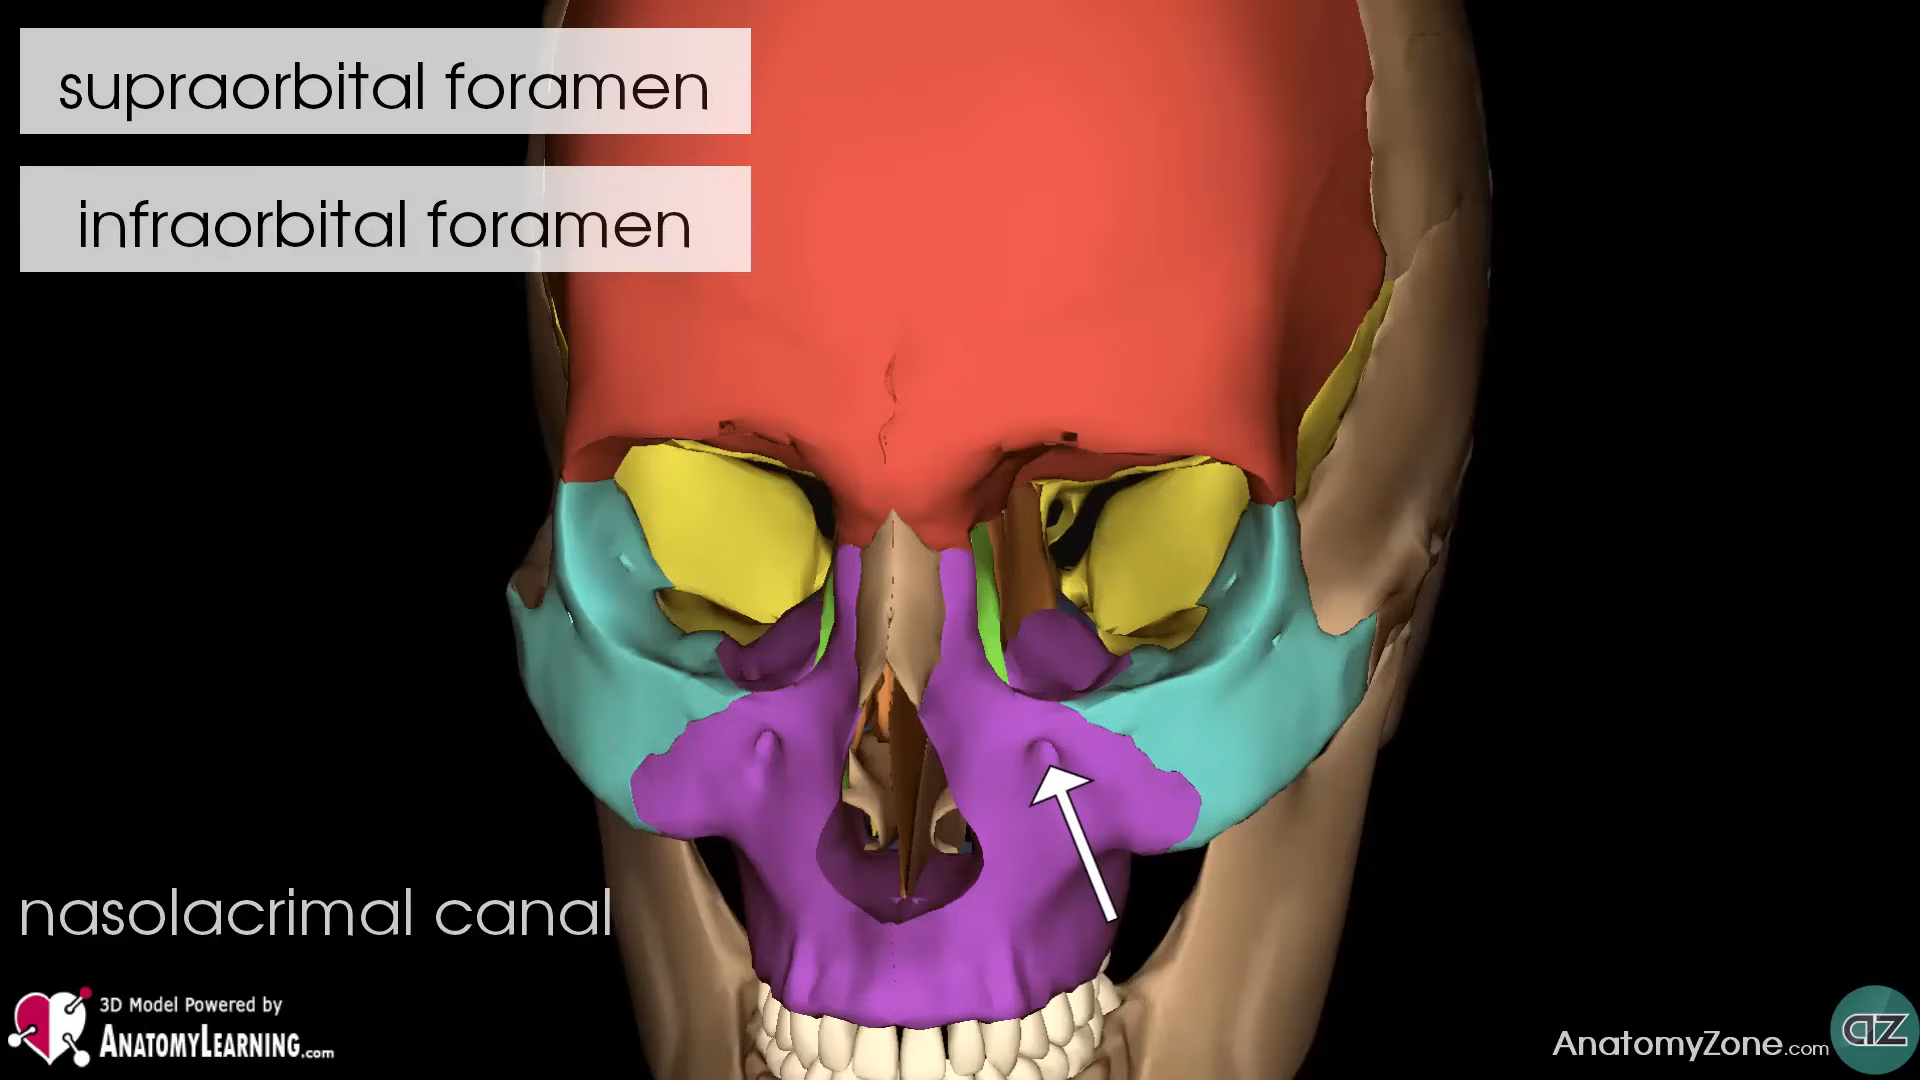 supraorbital foramen
infraorbital foramen
nasolacrimal canal
3D Model Powered by
ANATOMYLEARNING.com
AnatomyZone.com
AZ